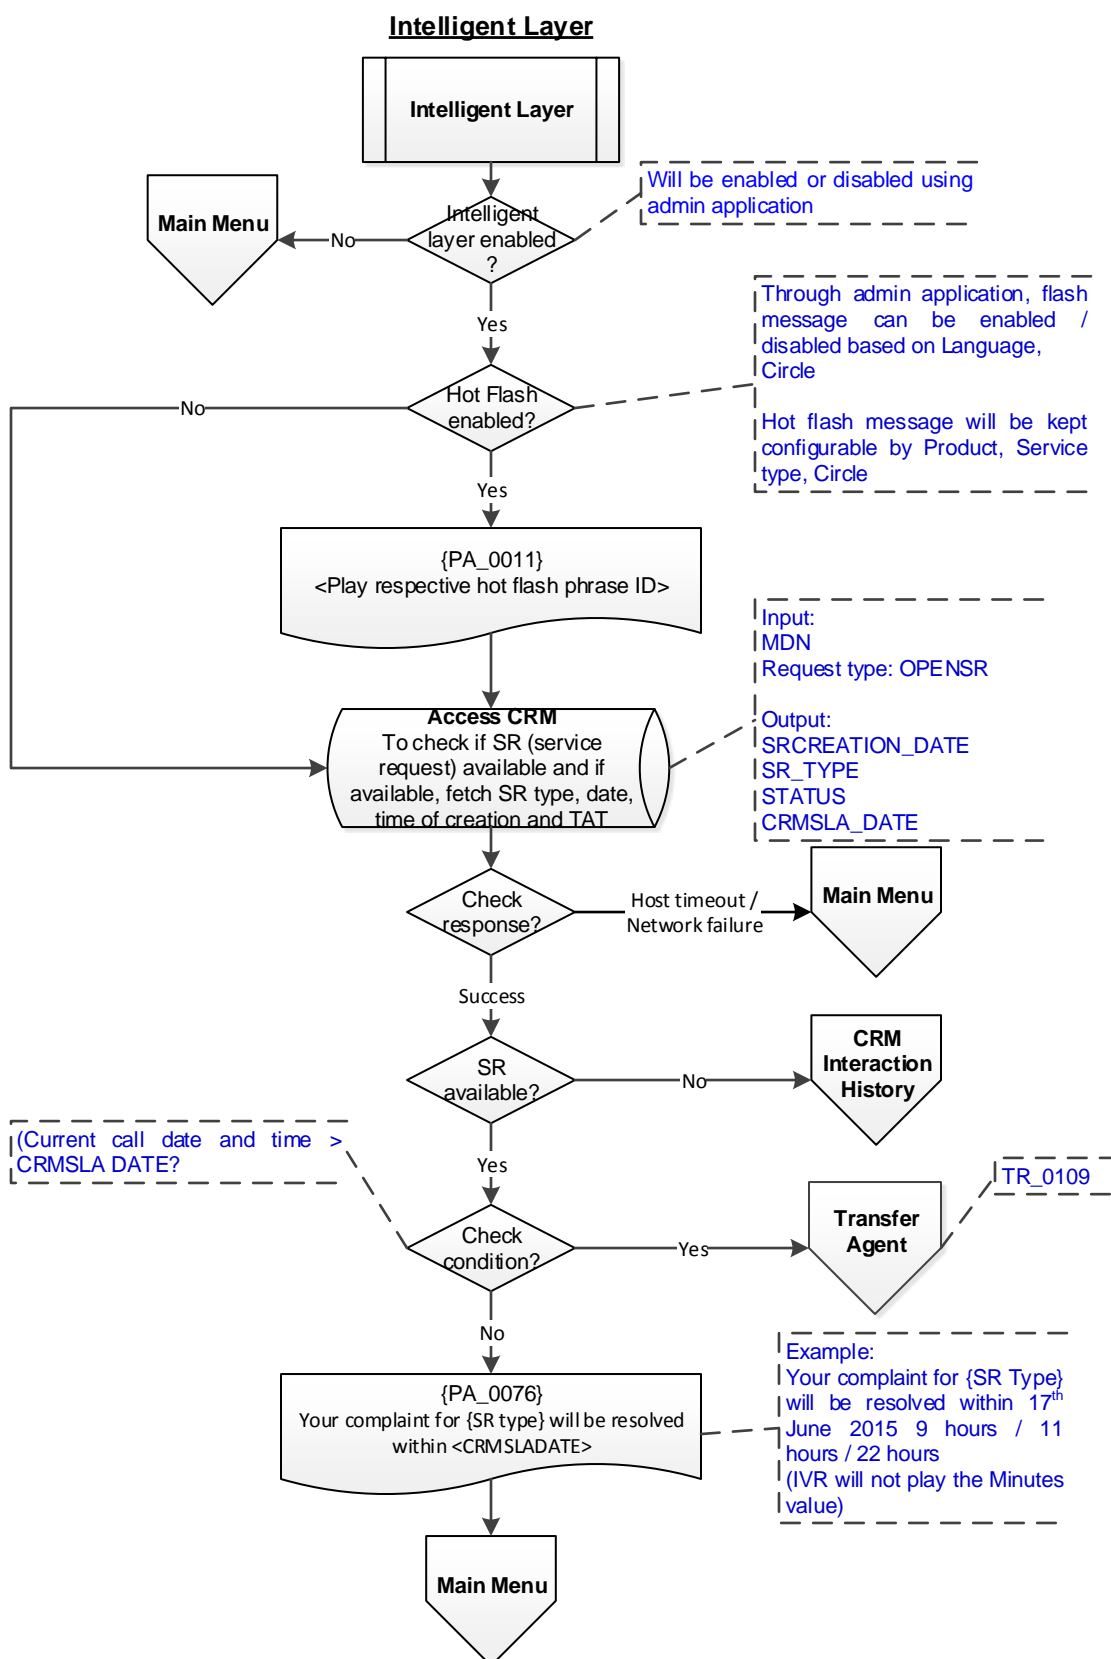 Intelligent Layer
Intelligent Layer
Will be enabled or disabled using
admin application
Main Menu
No
Intelligent
layer enabled
?
Yes
Through admin application, flash
message can be enabled /
disabled based on Language,
Circle
Hot flash message will be kept
configurable by Product, Service
type, Circle
No
Hot Flash
enabled?
Yes
{PA_0011}
<Play respective hot flash phrase ID>
Input:
MDN
Request type: OPENSR
Output:
SRCREATION_DATE
SR_TYPE
STATUS
CRMSLA_DATE
Access CRM
To check if SR (service
request) available and if
available, fetch SR type, date,
time of creation and TAT
Check
response?
Host timeout /
Network failure
Main Menu
Success
SR
available?
No
CRM
Interaction
History
(Current call date and time >
CRMSLA DATE?
Yes
TR_0109
Check
condition?
Yes
Transfer
Agent
No
{PA_0076}
Your complaint for {SR type} will be resolved
within <CRMSLADATE>
Example:
Your complaint for {SR Type}
will be resolved within 17th
June 2015 9 hours / 11
hours / 22 hours
(IVR will not play the Minutes
value)
Main Menu